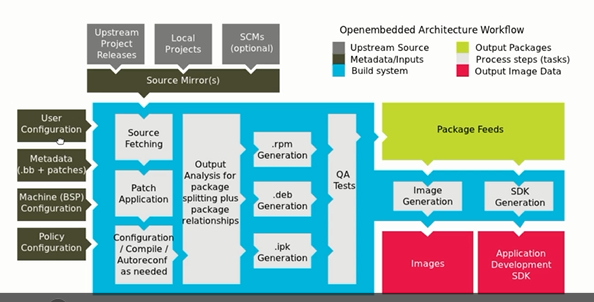 Openembedded Architecture Workflow
Upstream Source
Metadata/Inputs
Build system
Output Packages
Process steps (tasks)
Output Image Data
Upstream
Project
Releases
Local
Projects
SCMs
(optional)
Source Mirror(s)
User
Configuration
Metadata
(.bb + patches)
Machine (BSP)
Configuration
Policy
Configuration
Source
Fetching
Patch
Application
Configuration
/ Compile /
Autoreconf
as needed
Output
Analysis for
package
splitting plus
package
relationships
.rpm
Generation
.deb
Generation
.ipk
Generation
QA
Tests
Package Feeds
Image
Generation
SDK
Generation
Images
Application
Development
SDK